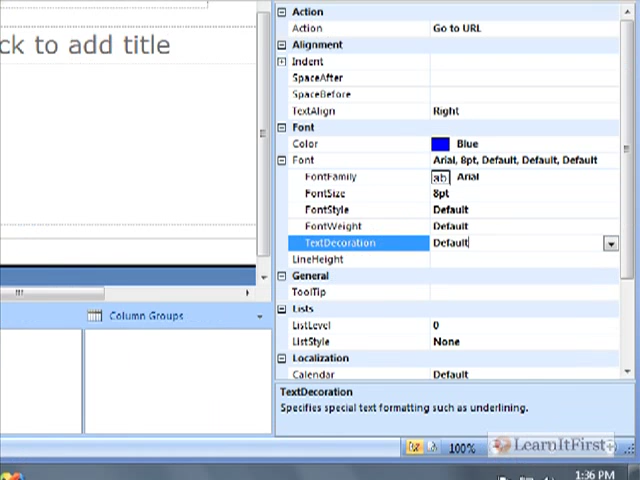 ck to add title
Column Groups
Action
Action Go to URL
Alignment
Indent
SpaceAfter
SpaceBefore
TextAlign Right
Font
Color Blue
Font Arial, 8pt, Default, Default, Default
FontFamily ab Arial
FontSize 8pt
FontStyle Default
FontWeight Default
TextDecoration Default
LineHeight
General
ToolTip
Lists
ListLevel 0
ListStyle None
Localization
Calendar Default
TextDecoration
Specifies special text formatting such as underlining.
100%
LearnItFirst
1:36 PM